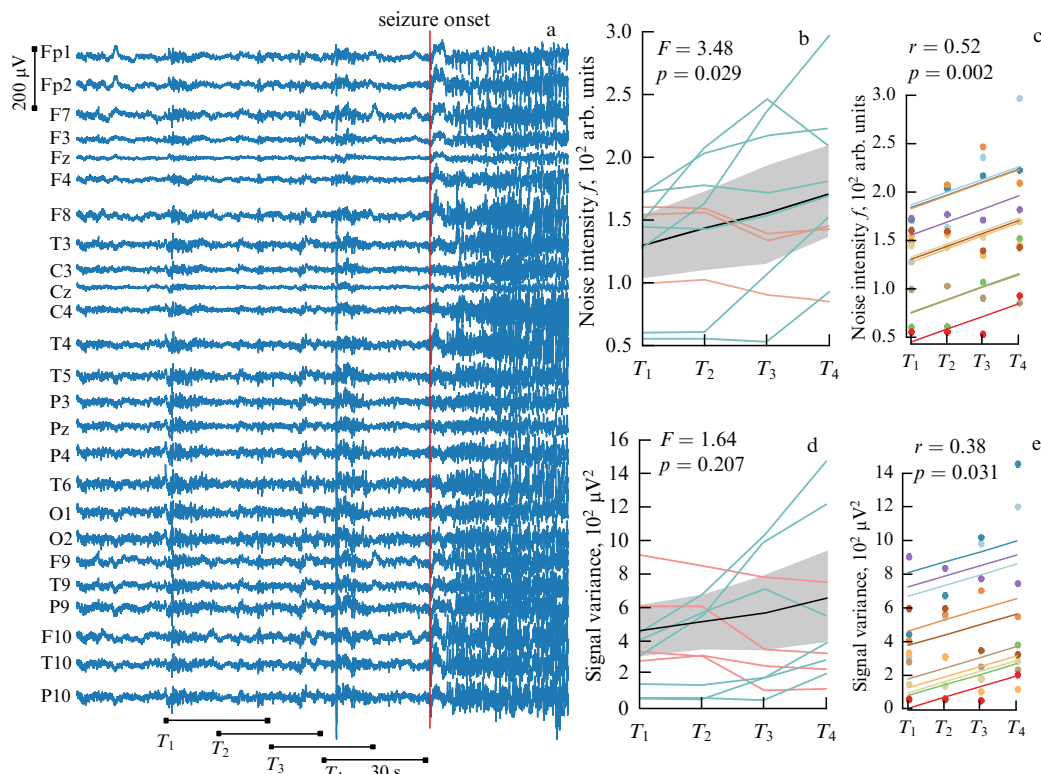 seizure onset
a
200 µV
Fp1
Fp2
F7
F3
Fz
F4
F8
T3
C3
Cz
C4
T4
T5
P3
Pz
P4
T6
O1
O2
F9
T9
P9
F10
T10
P10
T1
T2
T3
30 s
b
F = 3.48
p = 0.029
Noise intensity f, 10² arb. units
3.0
2.5
2.0
1.5
1.0
0.5
T1 T2 T3 T4
c
r = 0.52
p = 0.002
Noise intensity f, 10² arb. units
3.0
2.5
2.0
1.5
1.0
0.5
T1 T2 T3 T4
d
F = 1.64
p = 0.207
Signal variance, 10² µV²
16
14
12
10
8
6
4
2
0
T1 T2 T3 T4
e
r = 0.38
p = 0.031
Signal variance, 10² µV²
16
14
12
10
8
6
4
2
0
T1 T2 T3 T4